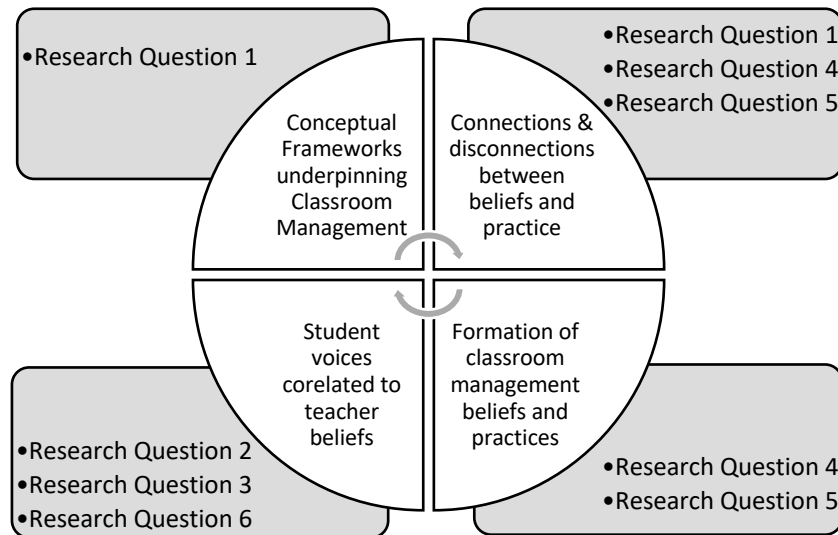 •Research Question 1
•Research Question 1
•Research Question 4
•Research Question 5
Conceptual
Frameworks
underpinning
Classroom
Management
Connections &
disconnections
between
beliefs and
practice
Student
voices
corelated to
teacher
beliefs
Formation of
classroom
management
beliefs and
practices
•Research Question 2
•Research Question 3
•Research Question 6
•Research Question 4
•Research Question 5